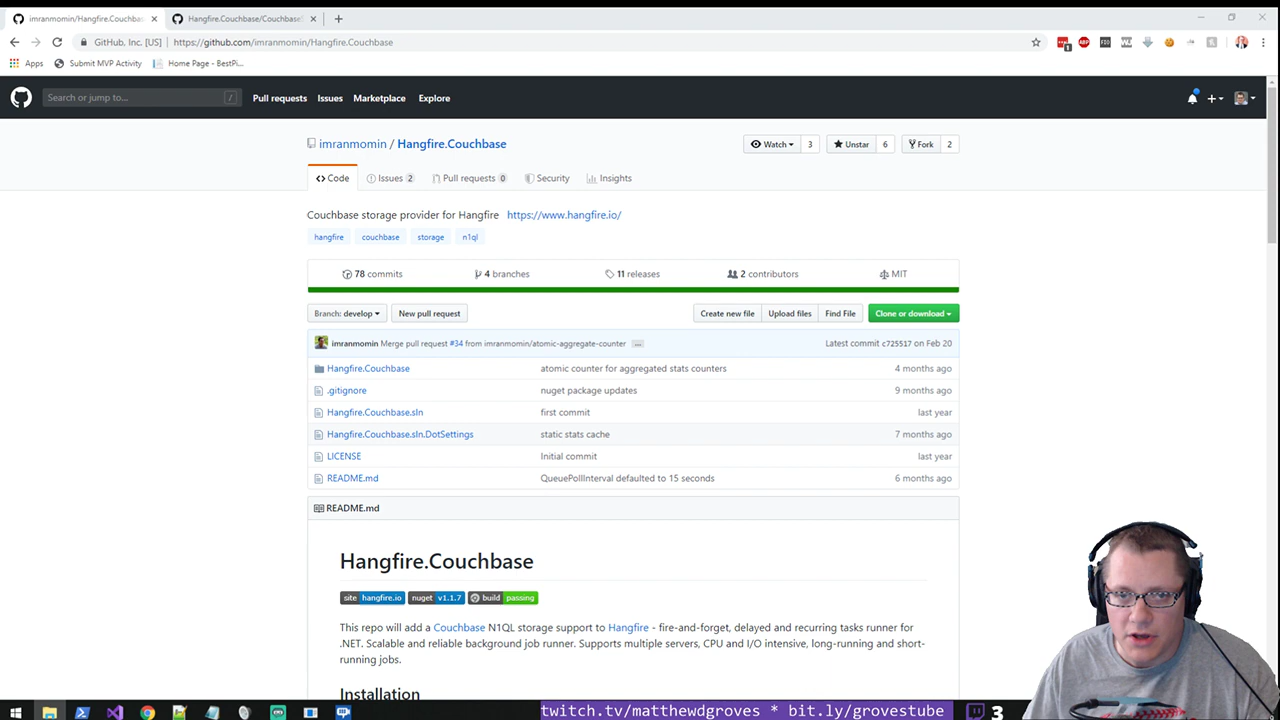 imranmomin/Hangfire.Couchba
Hangfire.Couchbase/Couchbase
GitHub, Inc. [US]
https://github.com/imranmomin/Hangfire.Couchbase
Apps
Submit MVP Activity
Home Page - BestPi...
Search or jump to...
/
Pull requests
Issues
Marketplace
Explore
imranmomin / Hangfire.Couchbase
Watch
3
Unstar
6
Fork
2
Code
Issues 2
Pull requests 0
Security
Insights
Couchbase storage provider for Hangfire https://www.hangfire.io/
hangfire
couchbase
storage
n1ql
78 commits
4 branches
11 releases
2 contributors
MIT
Branch: develop
New pull request
Create new file
Upload files
Find File
Clone or download
imranmomin Merge pull request #34 from imranmomin/atomic-aggregate-counter ...
Latest commit c725517 on Feb 20
Hangfire.Couchbase
atomic counter for aggregated stats counters
4 months ago
.gitignore
nuget package updates
9 months ago
Hangfire.Couchbase.sln
first commit
last year
Hangfire.Couchbase.sln.DotSettings
static stats cache
7 months ago
LICENSE
Initial commit
last year
README.md
QueuePollInterval defaulted to 15 seconds
6 months ago
README.md
Hangfire.Couchbase
site hangfire.io
nuget v1.1.7
build passing
This repo will add a Couchbase N1QL storage support to Hangfire - fire-and-forget, delayed and recurring tasks runner for
.NET. Scalable and reliable background job runner. Supports multiple servers, CPU and I/O intensive, long-running and short-
running jobs.
Installation
twitch.tv/matthewdgroves * bit.ly/grovestube
3